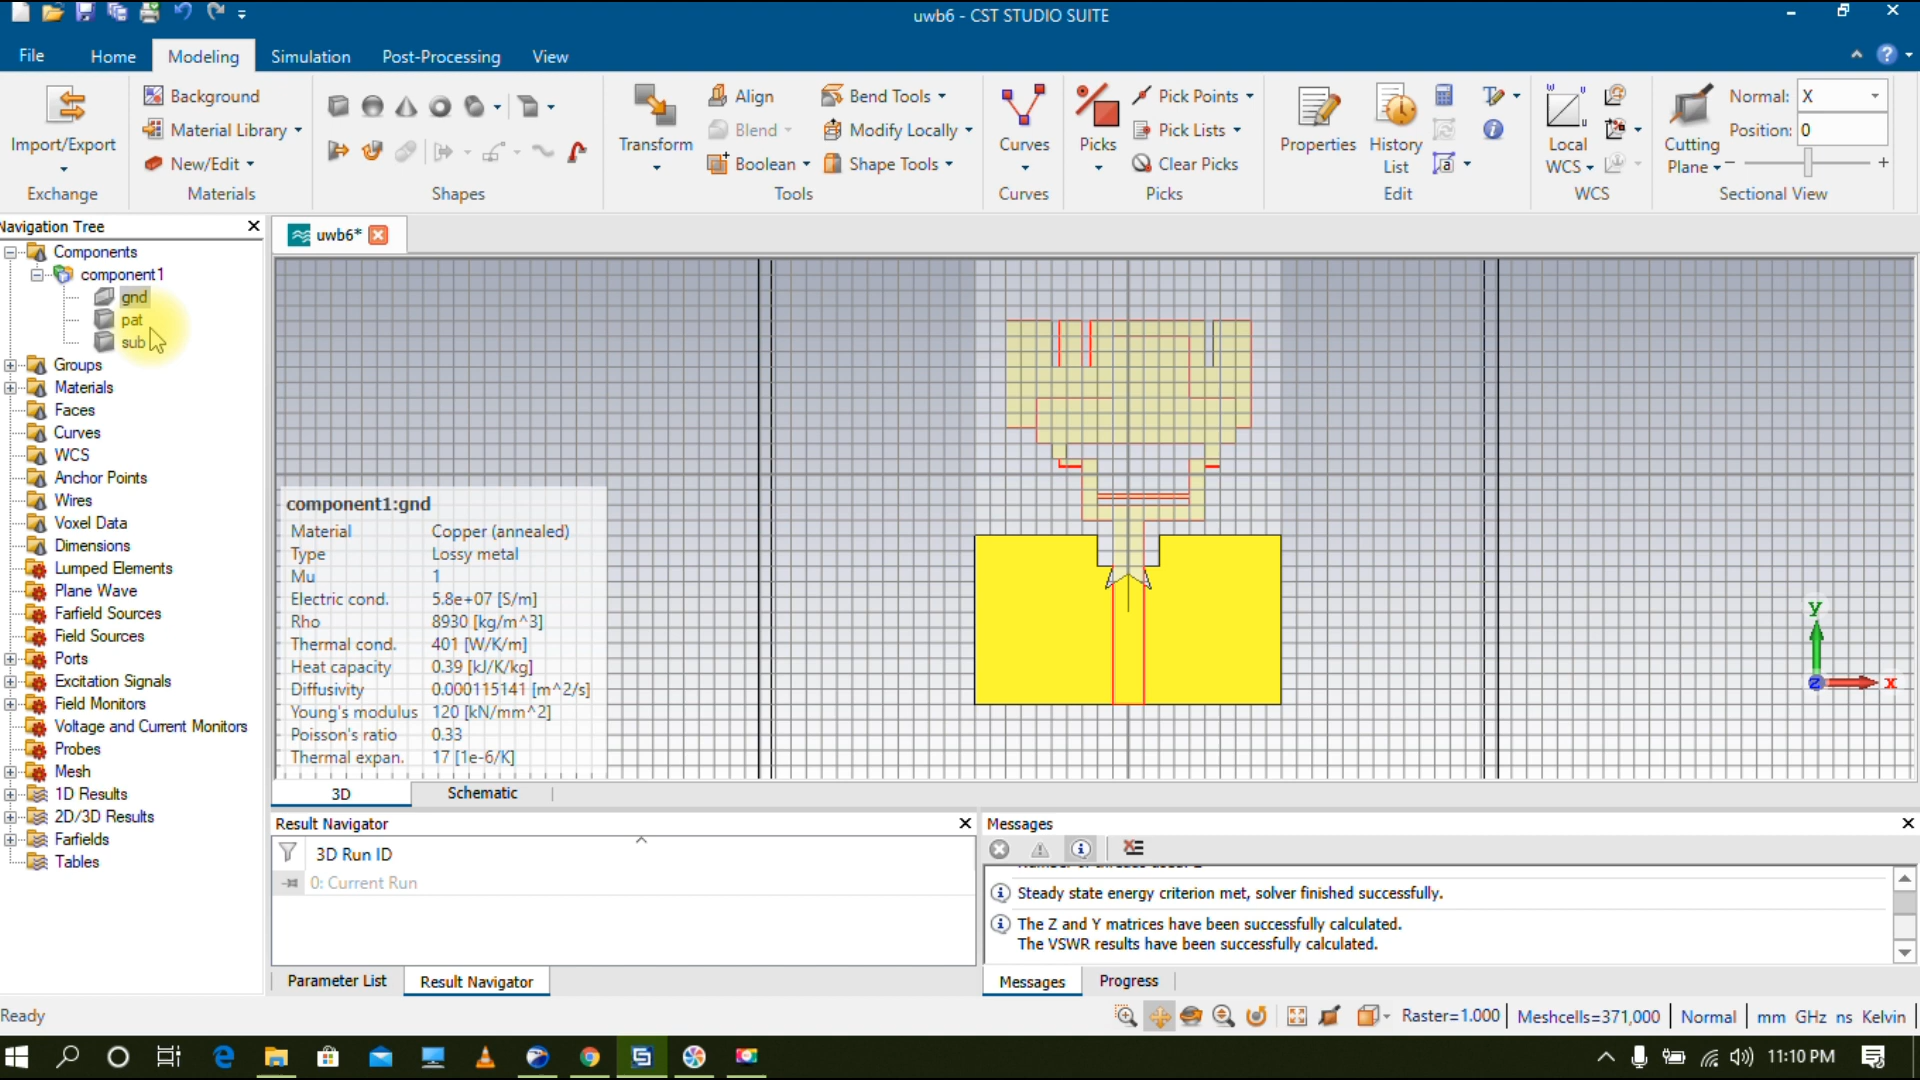 uwb6 - CST STUDIO SUITE
File Home Modeling Simulation Post-Processing View
Import/Export
Exchange
Background
Material Library
New/Edit
Materials
Shapes
Transform
Align
Blend
Boolean
Bend Tools
Modify Locally
Shape Tools
Tools
Curves
Curves
Picks
Pick Points
Pick Lists
Clear Picks
Picks
Properties
History
List
Edit
Local
WCS
WCS
Cutting
Plane
Normal: X
Position: 0
Sectional View
Navigation Tree
Components
component1
gnd
pat
sub
Groups
Materials
Faces
Curves
WCS
Anchor Points
Wires
Voxel Data
Dimensions
Lumped Elements
Plane Wave
Farfield Sources
Field Sources
Ports
Excitation Signals
Field Monitors
Voltage and Current Monitors
Probes
Mesh
1D Results
2D/3D Results
Farfields
Tables
uwb6*
component1:gnd
Material Copper (annealed)
Type Lossy metal
Mu 1
Electric cond. 5.8e+07 [S/m]
Rho 8930 [kg/m^3]
Thermal cond. 401 [W/K/m]
Heat capacity 0.39 [kJ/K/kg]
Diffusivity 0.000115141 [m^2/s]
Young's modulus 120 [kN/mm^2]
Poisson's ratio 0.33
Thermal expan. 17 [1e-6/K]
y
z
x
3D Schematic
Result Navigator
3D Run ID
0: Current Run
Parameter List Result Navigator
Messages
Steady state energy criterion met, solver finished successfully.
The Z and Y matrices have been successfully calculated.
The VSWR results have been successfully calculated.
Messages Progress
Ready
Raster=1.000 Meshcells=371,000 Normal mm GHz ns Kelvin
11:10 PM